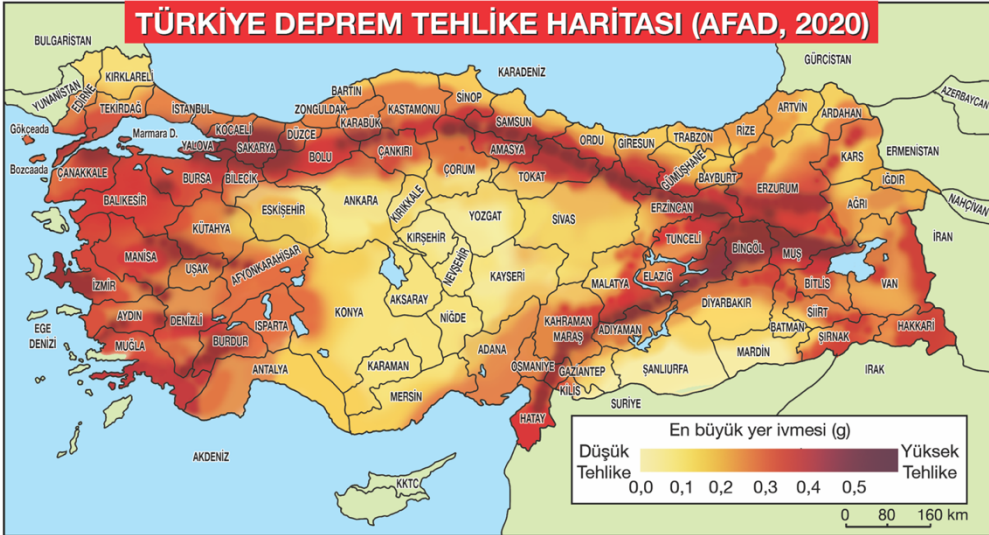 TÜRKİYE DEPREM TEHLİKE HARİTASI (AFAD, 2020)
BULGARİSTAN
YUNANİSTAN
KARADENİZ
GÜRCİSTAN
AZERBAYCAN
ERMENİSTAN
NAHÇİVAN
İRAN
IRAK
SURİYE
AKDENİZ
EGE
DENİZİ
KKTC
Gökçeada
Bozcaada
Marmara D.
EDİRNE
KIRKLARELİ
TEKİRDAĞ
İSTANBUL
KOCAELİ
YALOVA
SAKARYA
DÜZCE
ZONGULDAK
BARTIN
KARABÜK
KASTAMONU
SİNOP
SAMSUN
ORDU
GİRESUN
TRABZON
RİZE
ARTVİN
ARDAHAN
KARS
IĞDIR
AĞRI
ERZURUM
BAYBURT
GÜMÜŞHANE
ERZİNCAN
TUNCELİ
BİNGÖL
MUŞ
BİTLİS
VAN
HAKKARİ
ŞIRNAK
SİİRT
BATMAN
MARDİN
DİYARBAKIR
ELAZIĞ
MALATYA
ADIYAMAN
ŞANLIURFA
GAZİANTEP
KİLİS
HATAY
OSMANİYE
KAHRAMAN
MARAŞ
ADANA
MERSİN
KARAMAN
NİĞDE
KAYSERİ
SİVAS
TOKAT
AMASYA
ÇORUM
YOZGAT
ÇANKIRI
BOLU
ANKARA
KIRIKKALE
KIRŞEHİR
NEVŞEHİR
AKSARAY
KONYA
ESKİŞEHİR
BİLECİK
BURSA
ÇANAKKALE
BALIKESİR
KÜTAHYA
AFYONKARAHİSAR
UŞAK
MANİSA
İZMİR
AYDIN
DENİZLİ
ISPARTA
BURDUR
MUĞLA
ANTALYA
En büyük yer ivmesi (g)
Düşük
Tehlike
Yüksek
Tehlike
0,0 0,1 0,2 0,3 0,4 0,5
0 80 160 km